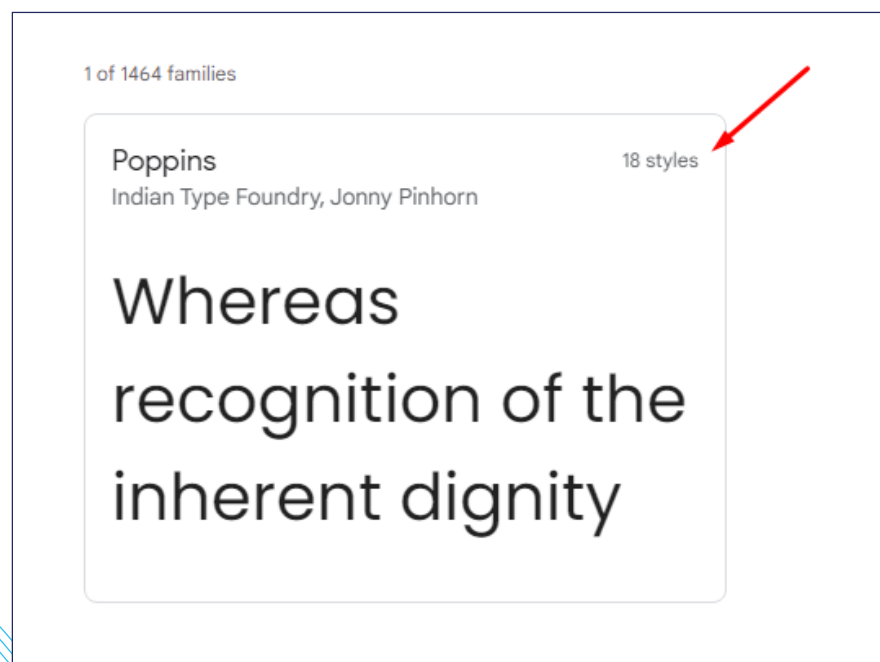 1 of 1464 families
Poppins
18 styles
Indian Type Foundry, Jonny Pinhorn
Whereas
recognition of the
inherent dignity